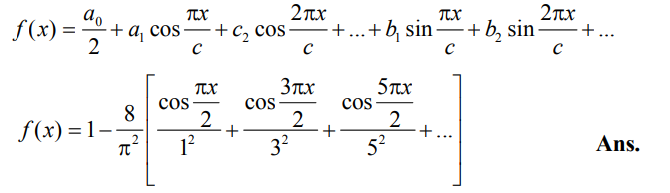 f(x) = a₀/2 + a₁ cos πx/c + c₂ cos 2πx/c + ... + b₁ sin πx/c + b₂ sin 2πx/c + ...
f(x) = 1 − 8/π² [ (cos πx/2)/1² + (cos 3πx/2)/3² + (cos 5πx/2)/5² + ... ] Ans.